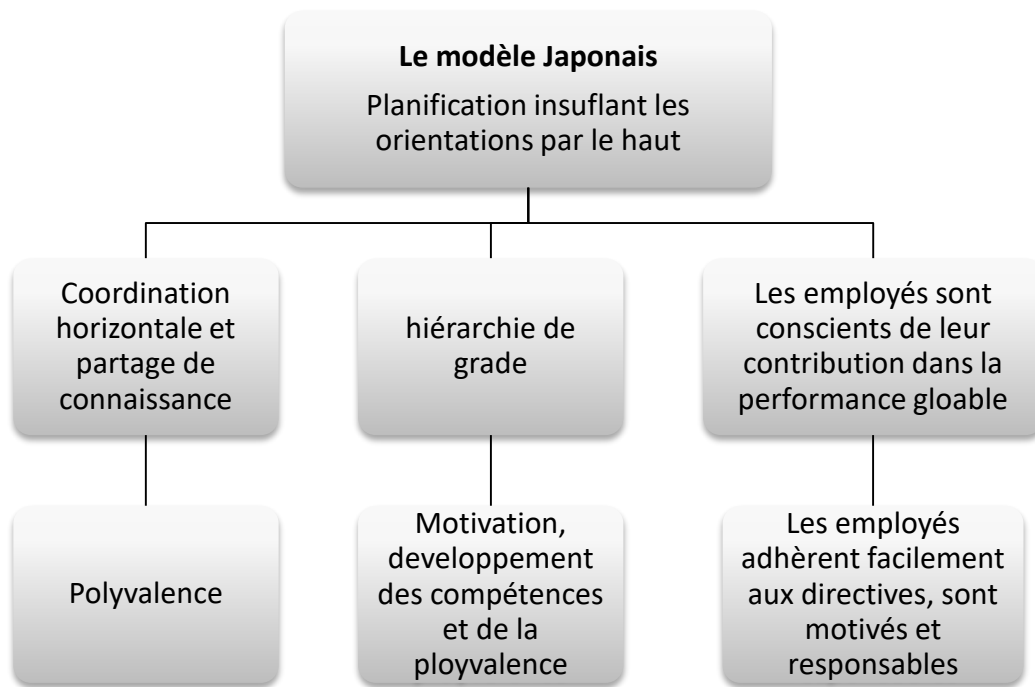 Le modèle Japonais
Planification insuflant les
orientations par le haut
Coordination
horizontale et
partage de
connaissance
hiérarchie de
grade
Les employés sont
conscients de leur
contribution dans la
performance gloable
Polyvalence
Motivation,
developpement
des compétences
et de la
ployvalence
Les employés
adhèrent facilement
aux directives, sont
motivés et
responsables